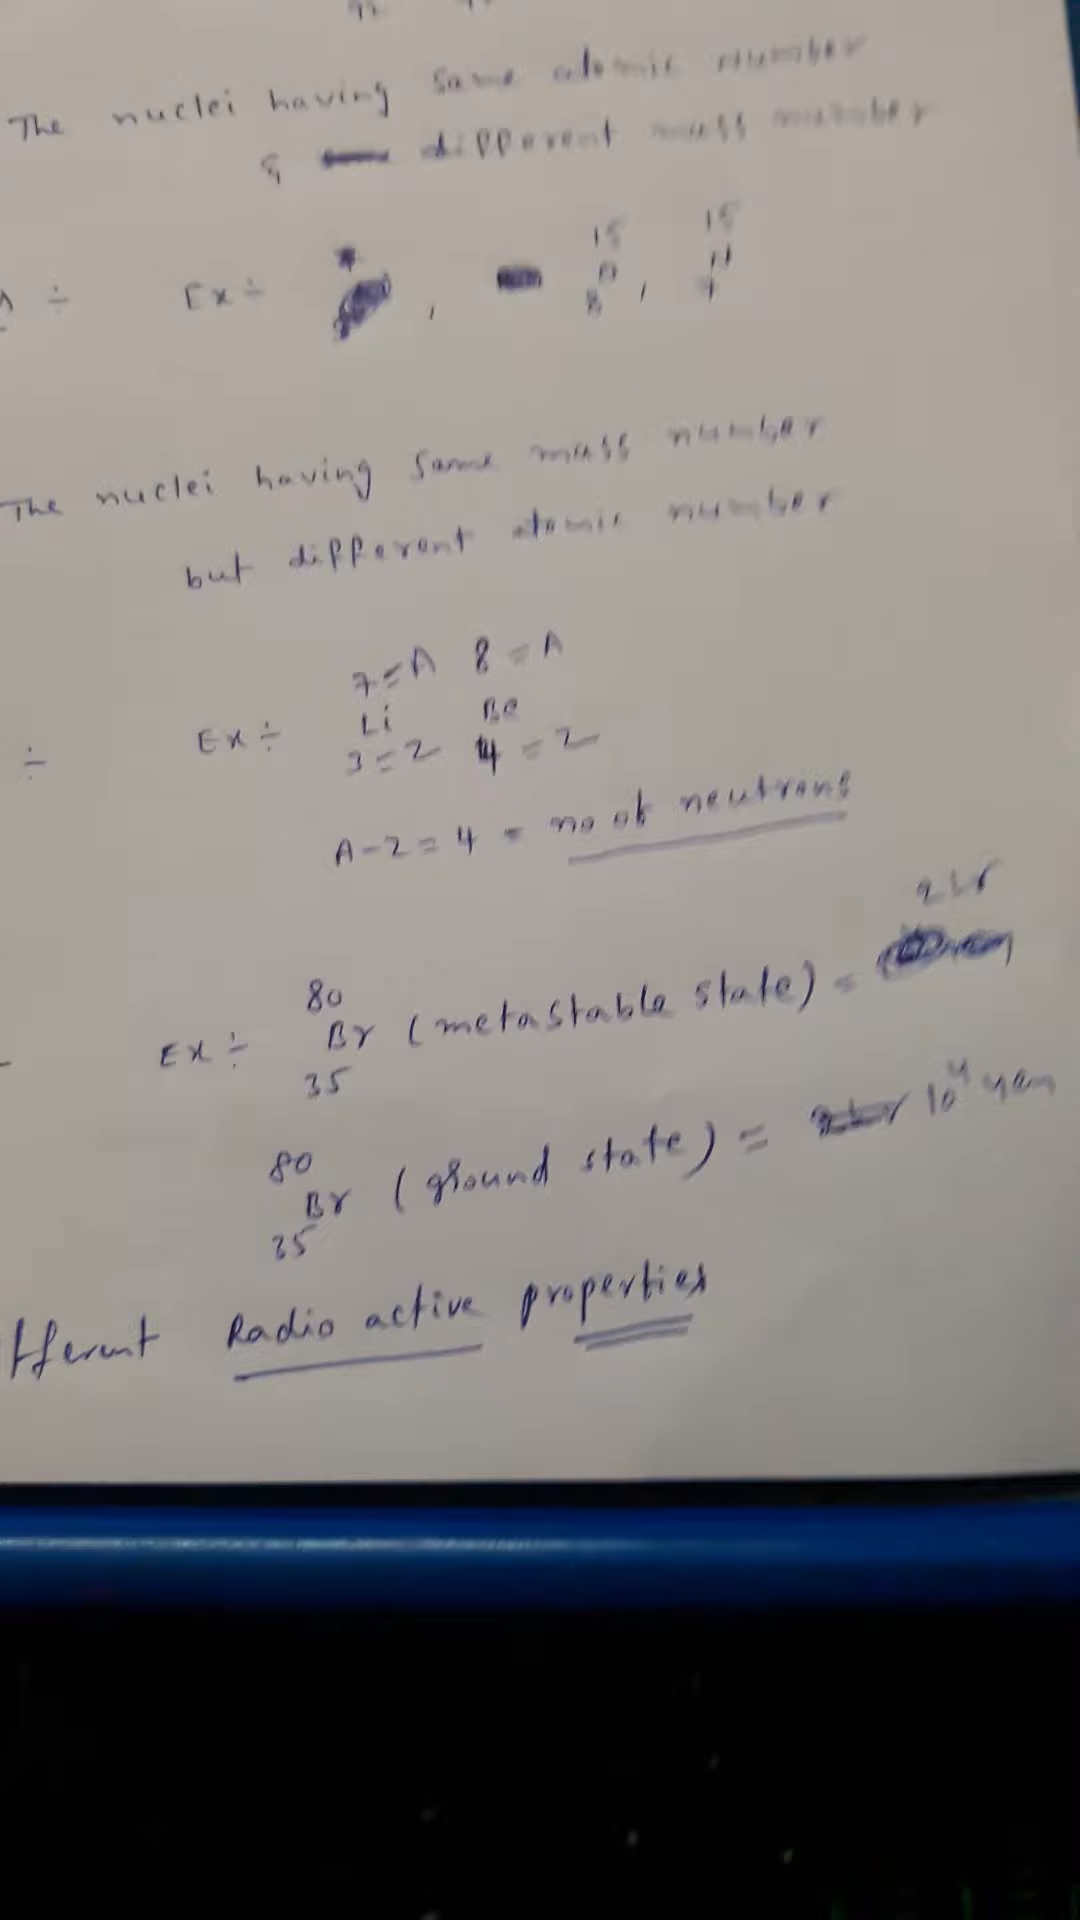 The nuclei having same atomic number
& different mass number
÷ Ex ÷ , 15 15
8 , 7
The nuclei having same mass number
but different atomic number
7 = A 8 = A
÷ Ex ÷ Li Be
3 = Z 4 = Z
A - Z = 4 = no of neutrons
80
Ex ÷ Br (metastable state) =
35
80
Br (ground state) = 10
35
fferent Radio active properties